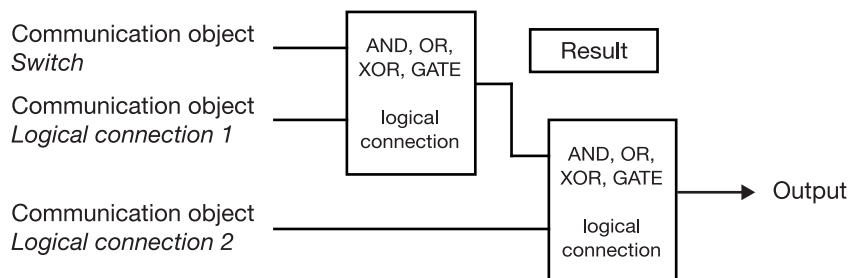 Communication object
Switch
AND, OR,
XOR, GATE
logical
connection
Result
Communication object
Logical connection 1
AND, OR,
XOR, GATE
logical
connection
Output
Communication object
Logical connection 2